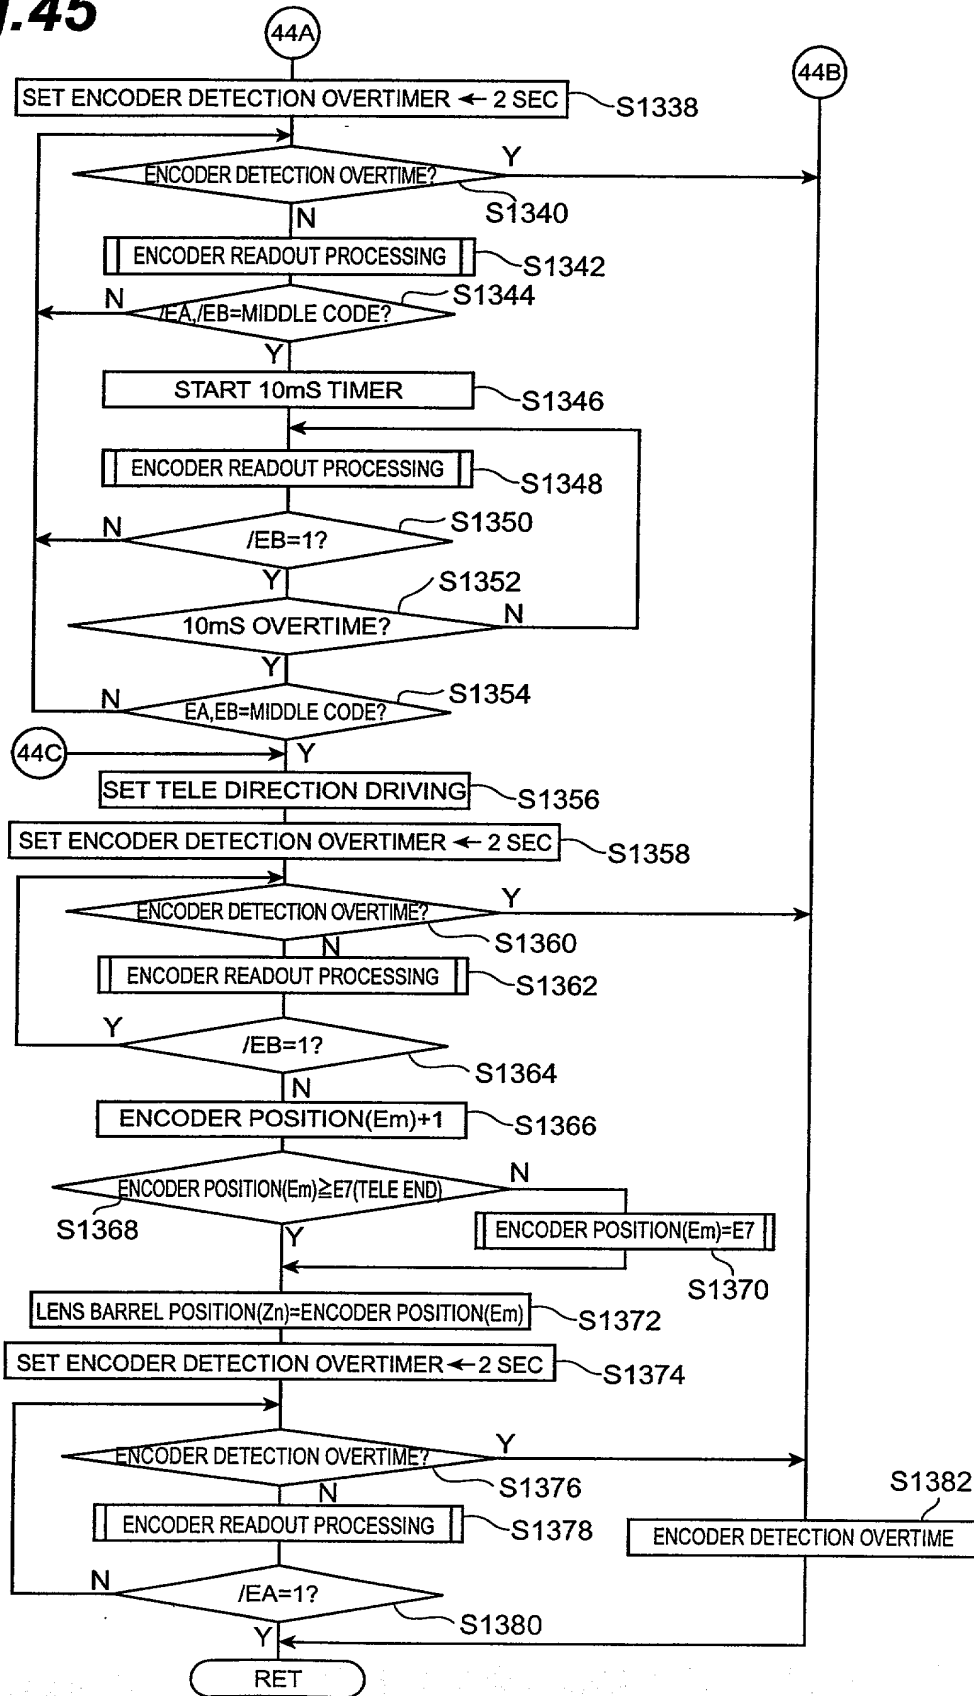 g.45
44A
44B
SET ENCODER DETECTION OVERTIMER ← 2 SEC
S1338
ENCODER DETECTION OVERTIME?
Y
S1340
N
ENCODER READOUT PROCESSING
S1342
N
/EA,/EB=MIDDLE CODE?
S1344
Y
START 10mS TIMER
S1346
ENCODER READOUT PROCESSING
S1348
N
/EB=1?
S1350
Y
S1352
10mS OVERTIME?
N
Y
N
EA,EB=MIDDLE CODE?
S1354
44C
Y
SET TELE DIRECTION DRIVING
S1356
SET ENCODER DETECTION OVERTIMER ← 2 SEC
S1358
ENCODER DETECTION OVERTIME?
Y
S1360
N
ENCODER READOUT PROCESSING
S1362
Y
/EB=1?
S1364
N
ENCODER POSITION(Em)+1
S1366
ENCODER POSITION(Em)≧E7(TELE END)
N
S1368
Y
ENCODER POSITION(Em)=E7
S1370
LENS BARREL POSITION(Zn)=ENCODER POSITION(Em)
S1372
SET ENCODER DETECTION OVERTIMER ← 2 SEC
S1374
ENCODER DETECTION OVERTIME?
Y
S1376
N
ENCODER READOUT PROCESSING
S1378
S1382
ENCODER DETECTION OVERTIME
N
/EA=1?
S1380
Y
RET